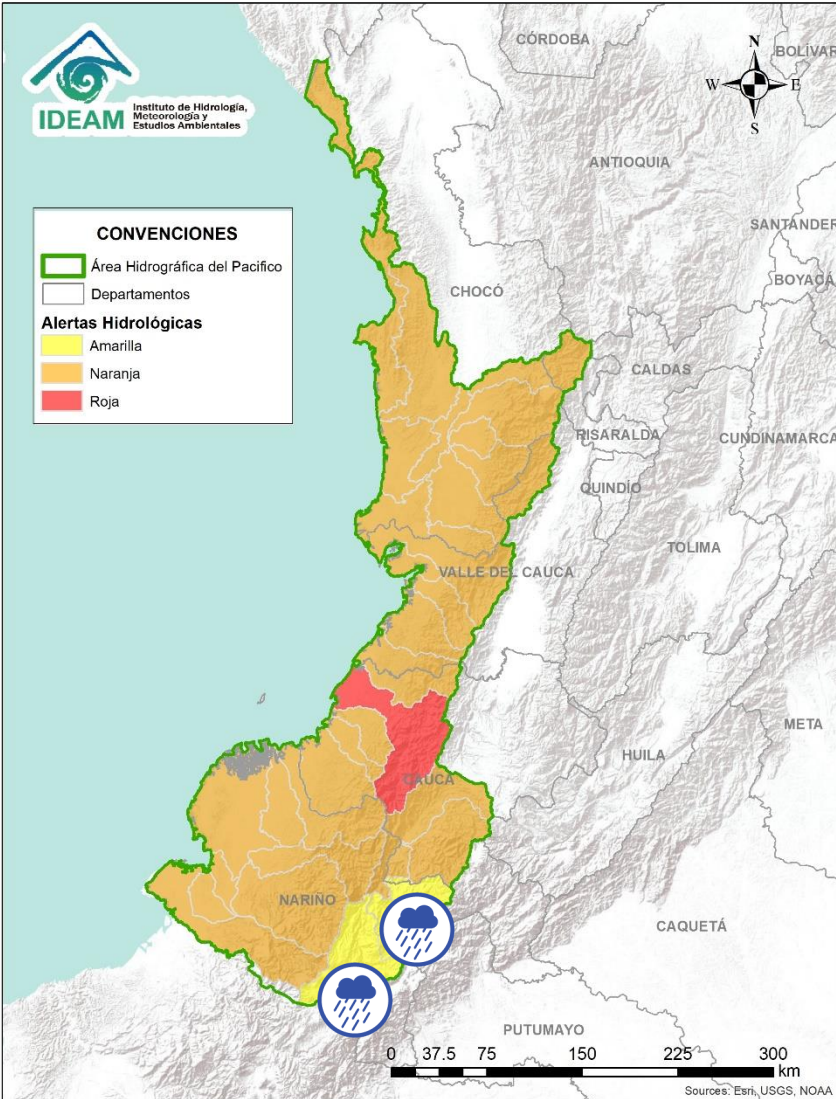 IDEAM
Instituto de Hidrología,
Meteorología y
Estudios Ambientales
CÓRDOBA
BOLÍVAR
N
W
E
S
ANTIOQUIA
SANTANDER
BOYACÁ
CONVENCIONES
Área Hidrográfica del Pacifico
Departamentos
Alertas Hidrológicas
Amarilla
Naranja
Roja
CHOCÓ
CALDAS
RISARALDA
CUNDINAMARCA
QUINDÍO
TOLIMA
VALLE DEL CAUCA
META
HUILA
CAUCA
NARIÑO
CAQUETÁ
PUTUMAYO
0 37.5 75 150 225 300
km
Sources: Esri, USGS, NOAA